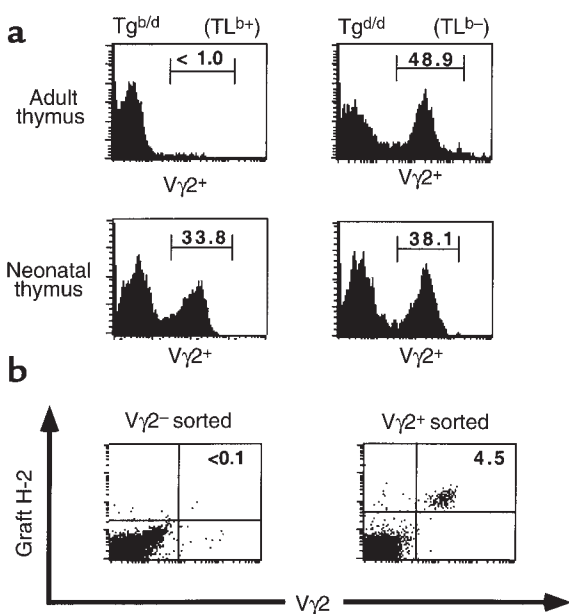 a
Tg^b/d (TL^b+) Tg^d/d (TL^b–)
Adult thymus
< 1.0 48.9
Vγ2⁺ Vγ2⁺
Neonatal thymus
33.8 38.1
Vγ2⁺ Vγ2⁺
b
Vγ2⁻ sorted Vγ2⁺ sorted
Graft H-2
<0.1 4.5
Vγ2